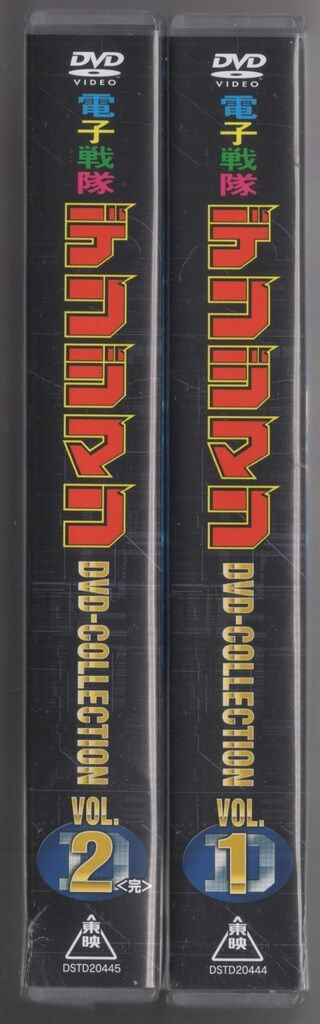 DVD
VIDEO
電子戦隊
デンジマン
DVD-COLLECTION
VOL.
2
<完>
東映
DSTD20445
DVD
VIDEO
電子戦隊
デンジマン
DVD-COLLECTION
VOL.
1
東映
DSTD20444